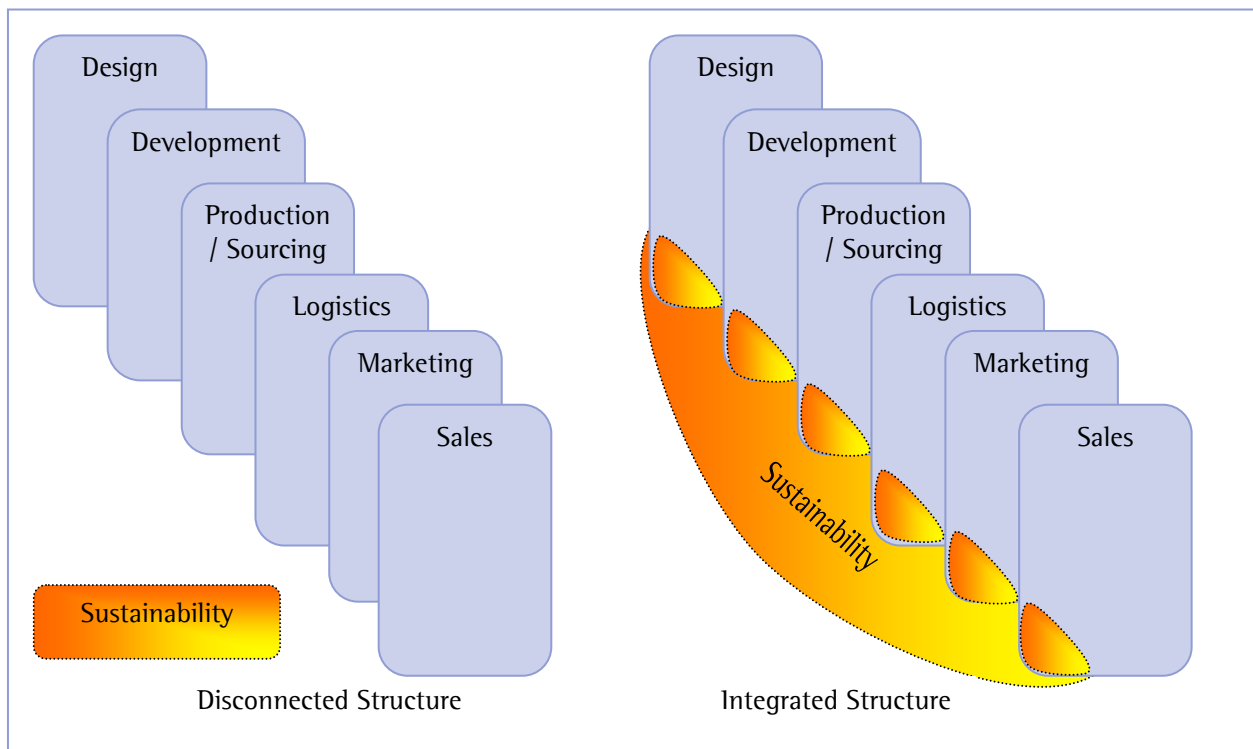 Design
Development
Production
/ Sourcing
Logistics
Marketing
Sales
Sustainability
Disconnected Structure
Design
Development
Production
/ Sourcing
Logistics
Marketing
Sales
Sustainability
Integrated Structure